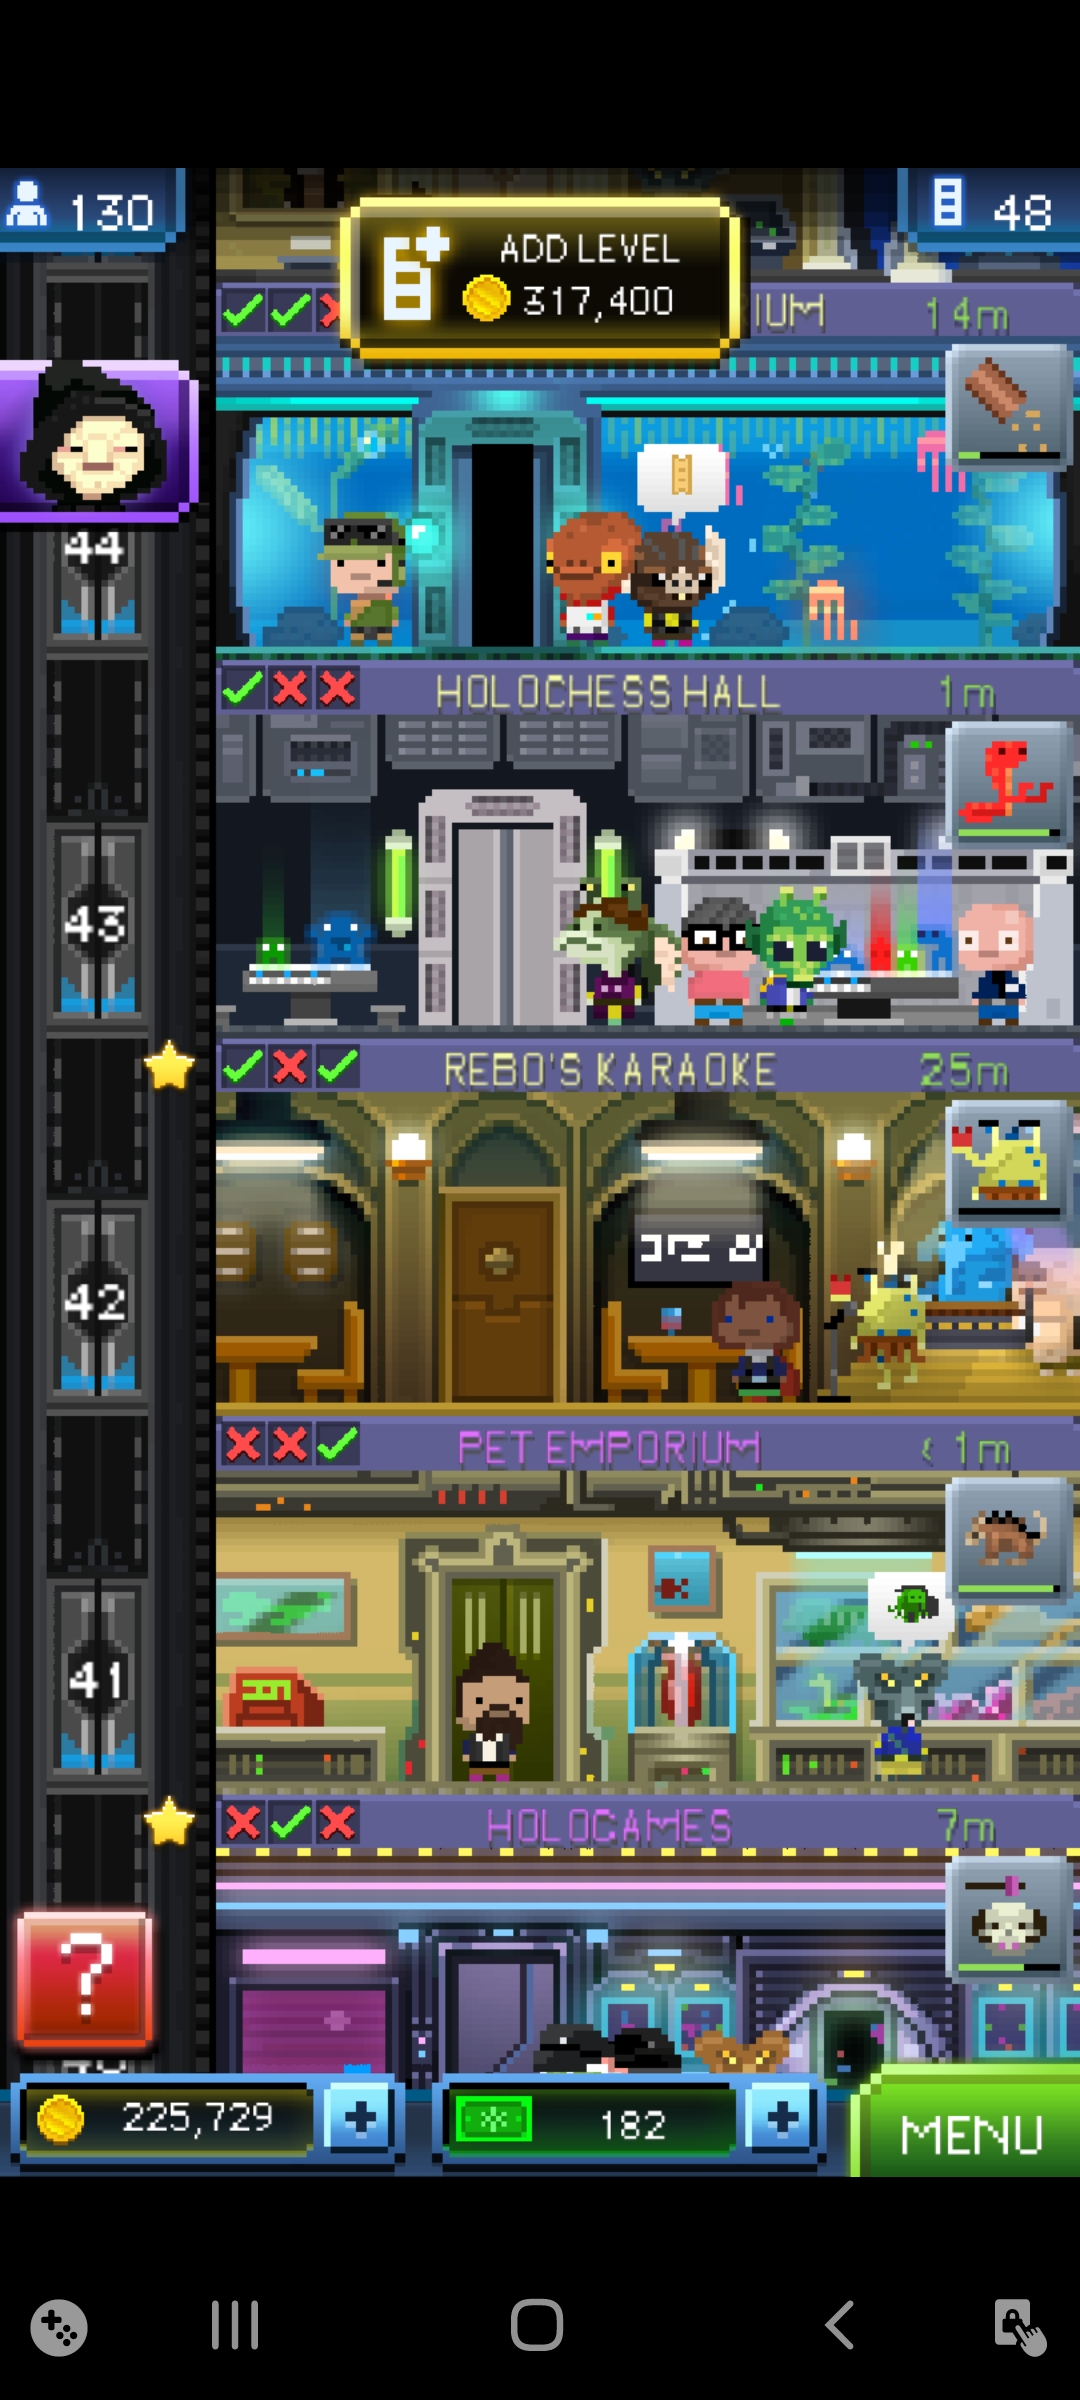 130
ADD LEVEL
317,400
48
IUM
14m
44
HOLOCHESS HALL
1m
43
REBO'S KARAOKE
25m
42
PET EMPORIUM
< 1m
41
HOLOGAMES
7m
?
225,729
+
182
+
MENU